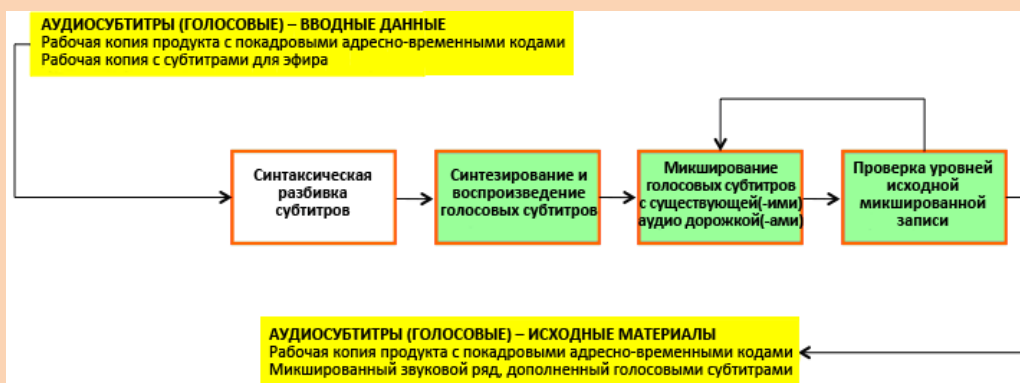 АУДИОСУБТИТРЫ (ГОЛОСОВЫЕ) – ВВОДНЫЕ ДАННЫЕ
Рабочая копия продукта с покадровыми адресно-временными кодами
Рабочая копия с субтитрами для эфира
Синтаксическая
разбивка
субтитров
Синтезирование и
воспроизведение
голосовых субтитров
Микширование
голосовых субтитров
с существующей(-ими)
аудио дорожкой(-ами)
Проверка уровней
исходной
микшированной
записи
АУДИОСУБТИТРЫ (ГОЛОСОВЫЕ) – ИСХОДНЫЕ МАТЕРИАЛЫ
Рабочая копия продукта с покадровыми адресно-временными кодами
Микшированный звуковой ряд, дополненный голосовыми субтитрами